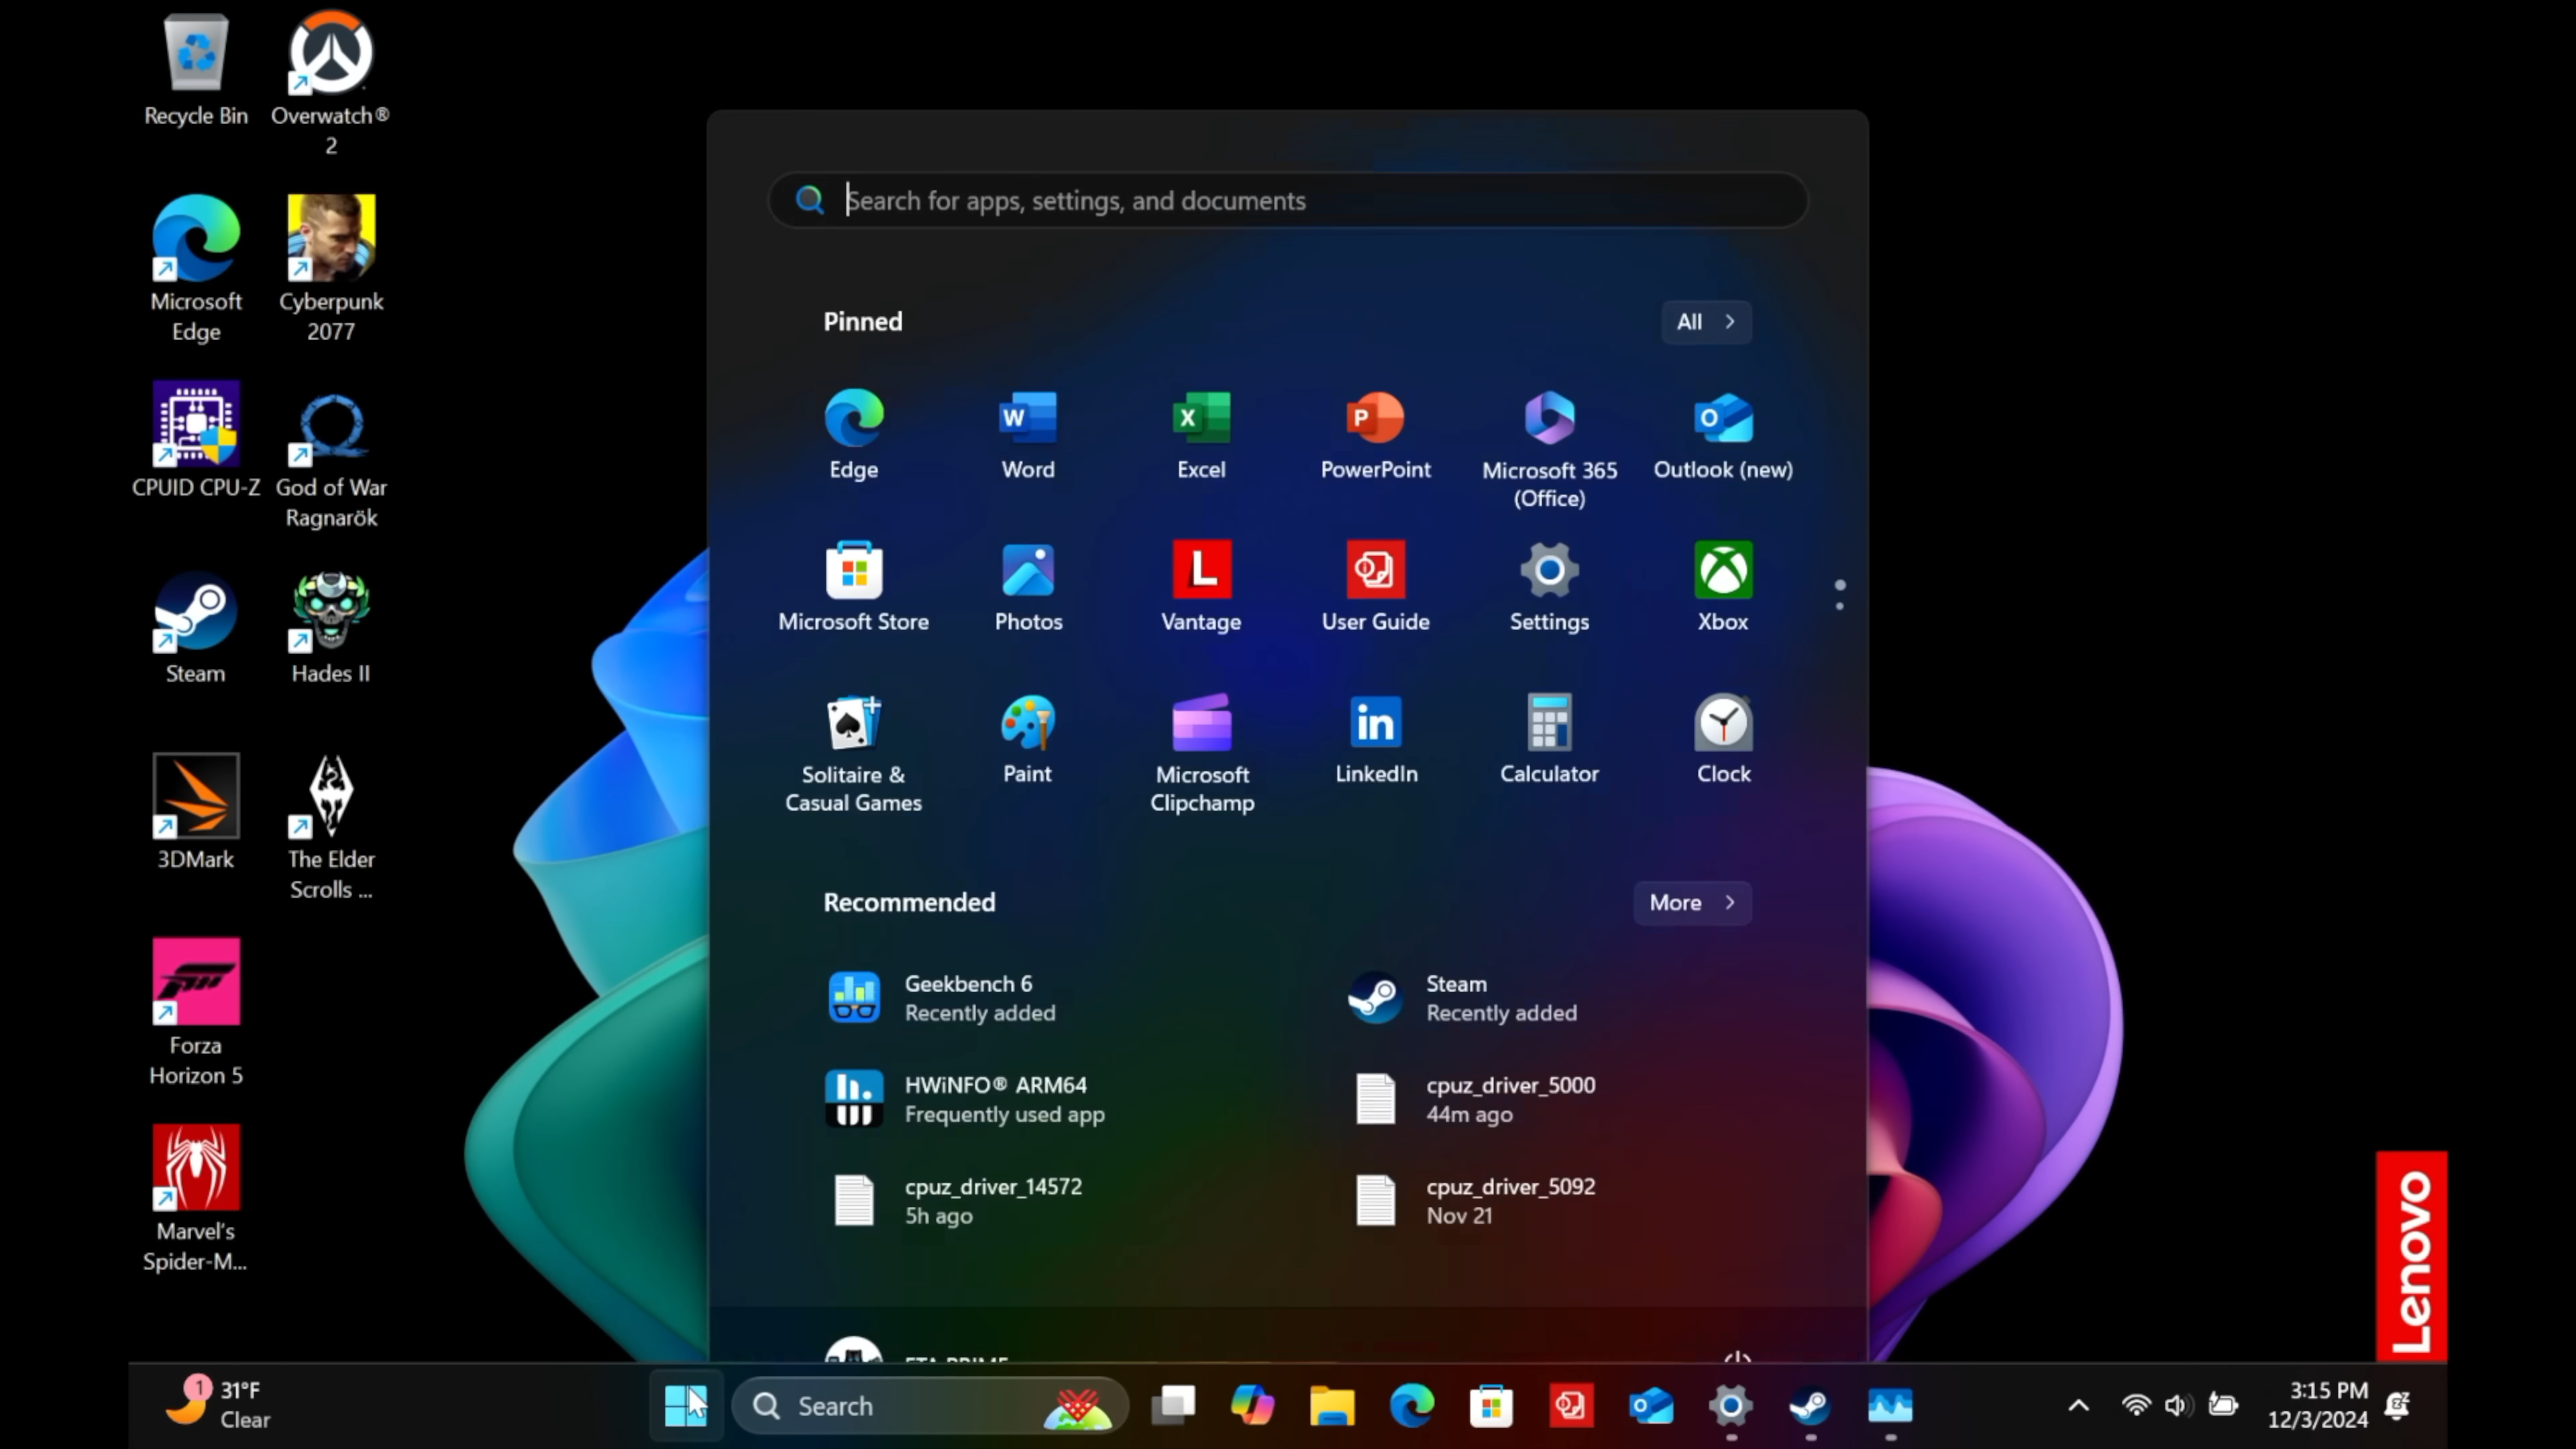 Recycle Bin
Overwatch®
2
Microsoft
Edge
Cyberpunk
2077
CPUID CPU-Z
God of War
Ragnarök
Steam
Hades II
3DMark
The Elder
Scrolls ...
Forza
Horizon 5
Marvel's
Spider-M...
Search for apps, settings, and documents
Pinned
All
Edge
Word
Excel
PowerPoint
Microsoft 365
(Office)
Outlook (new)
Microsoft Store
Photos
Vantage
User Guide
Settings
Xbox
Solitaire &
Casual Games
Paint
Microsoft
Clipchamp
LinkedIn
Calculator
Clock
Recommended
More
Geekbench 6
Recently added
Steam
Recently added
HWiNFO® ARM64
Frequently used app
cpuz_driver_5000
44m ago
cpuz_driver_14572
5h ago
cpuz_driver_5092
Nov 21
ETA PRIME
Lenovo
1
31°F
Clear
Search
3:15 PM
12/3/2024